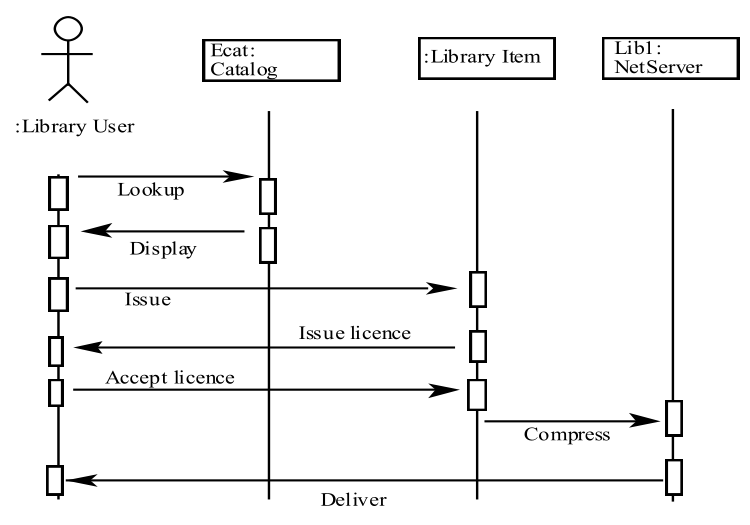 Ecat:
Catalog
:Library Item
Lib1:
NetServer
:Library User
Lookup
Display
Issue
Issue licence
Accept licence
Compress
Deliver